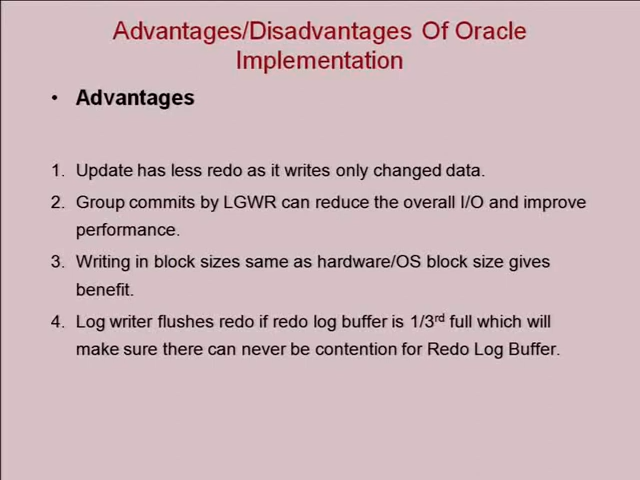 Advantages/Disadvantages Of Oracle
Implementation
• Advantages
1. Update has less redo as it writes only changed data.
2. Group commits by LGWR can reduce the overall I/O and improve
performance.
3. Writing in block sizes same as hardware/OS block size gives
benefit.
4. Log writer flushes redo if redo log buffer is 1/3rd full which will
make sure there can never be contention for Redo Log Buffer.